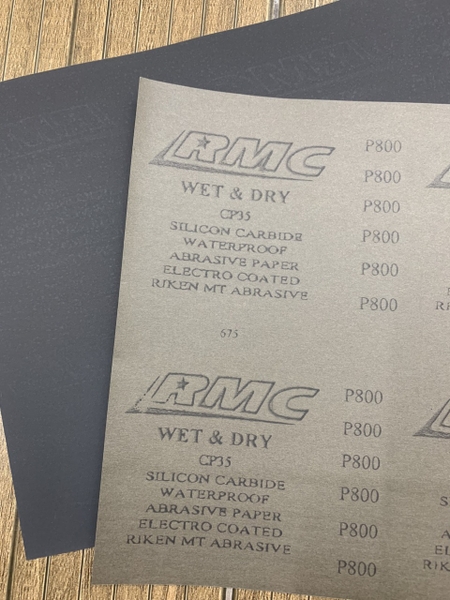 RMC
WET & DRY
CP35
SILICON CARBIDE
WATERPROOF
ABRASIVE PAPER
ELECTRO COATED
RIKEN MT ABRASIVE
P800
P800
P800
P800
P800
P800
675
RMC
WET & DRY
CP35
SILICON CARBIDE
WATERPROOF
ABRASIVE PAPER
ELECTRO COATED
RIKEN MT ABRASIVE
P800
P800
P800
P800
P800
P800